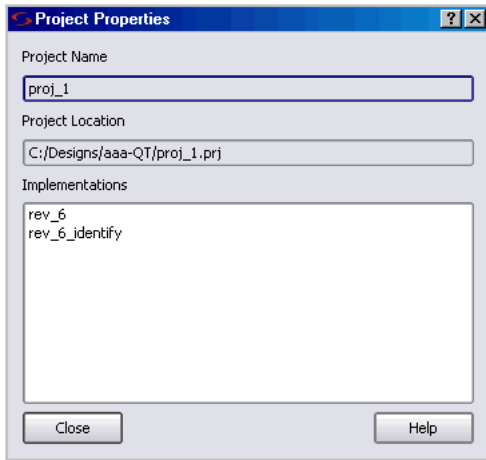 Project Properties
Project Name
proj_1
Project Location
C:/Designs/aaa-QT/proj_1.prj
Implementations
rev_6
rev_6_identify
Close Help